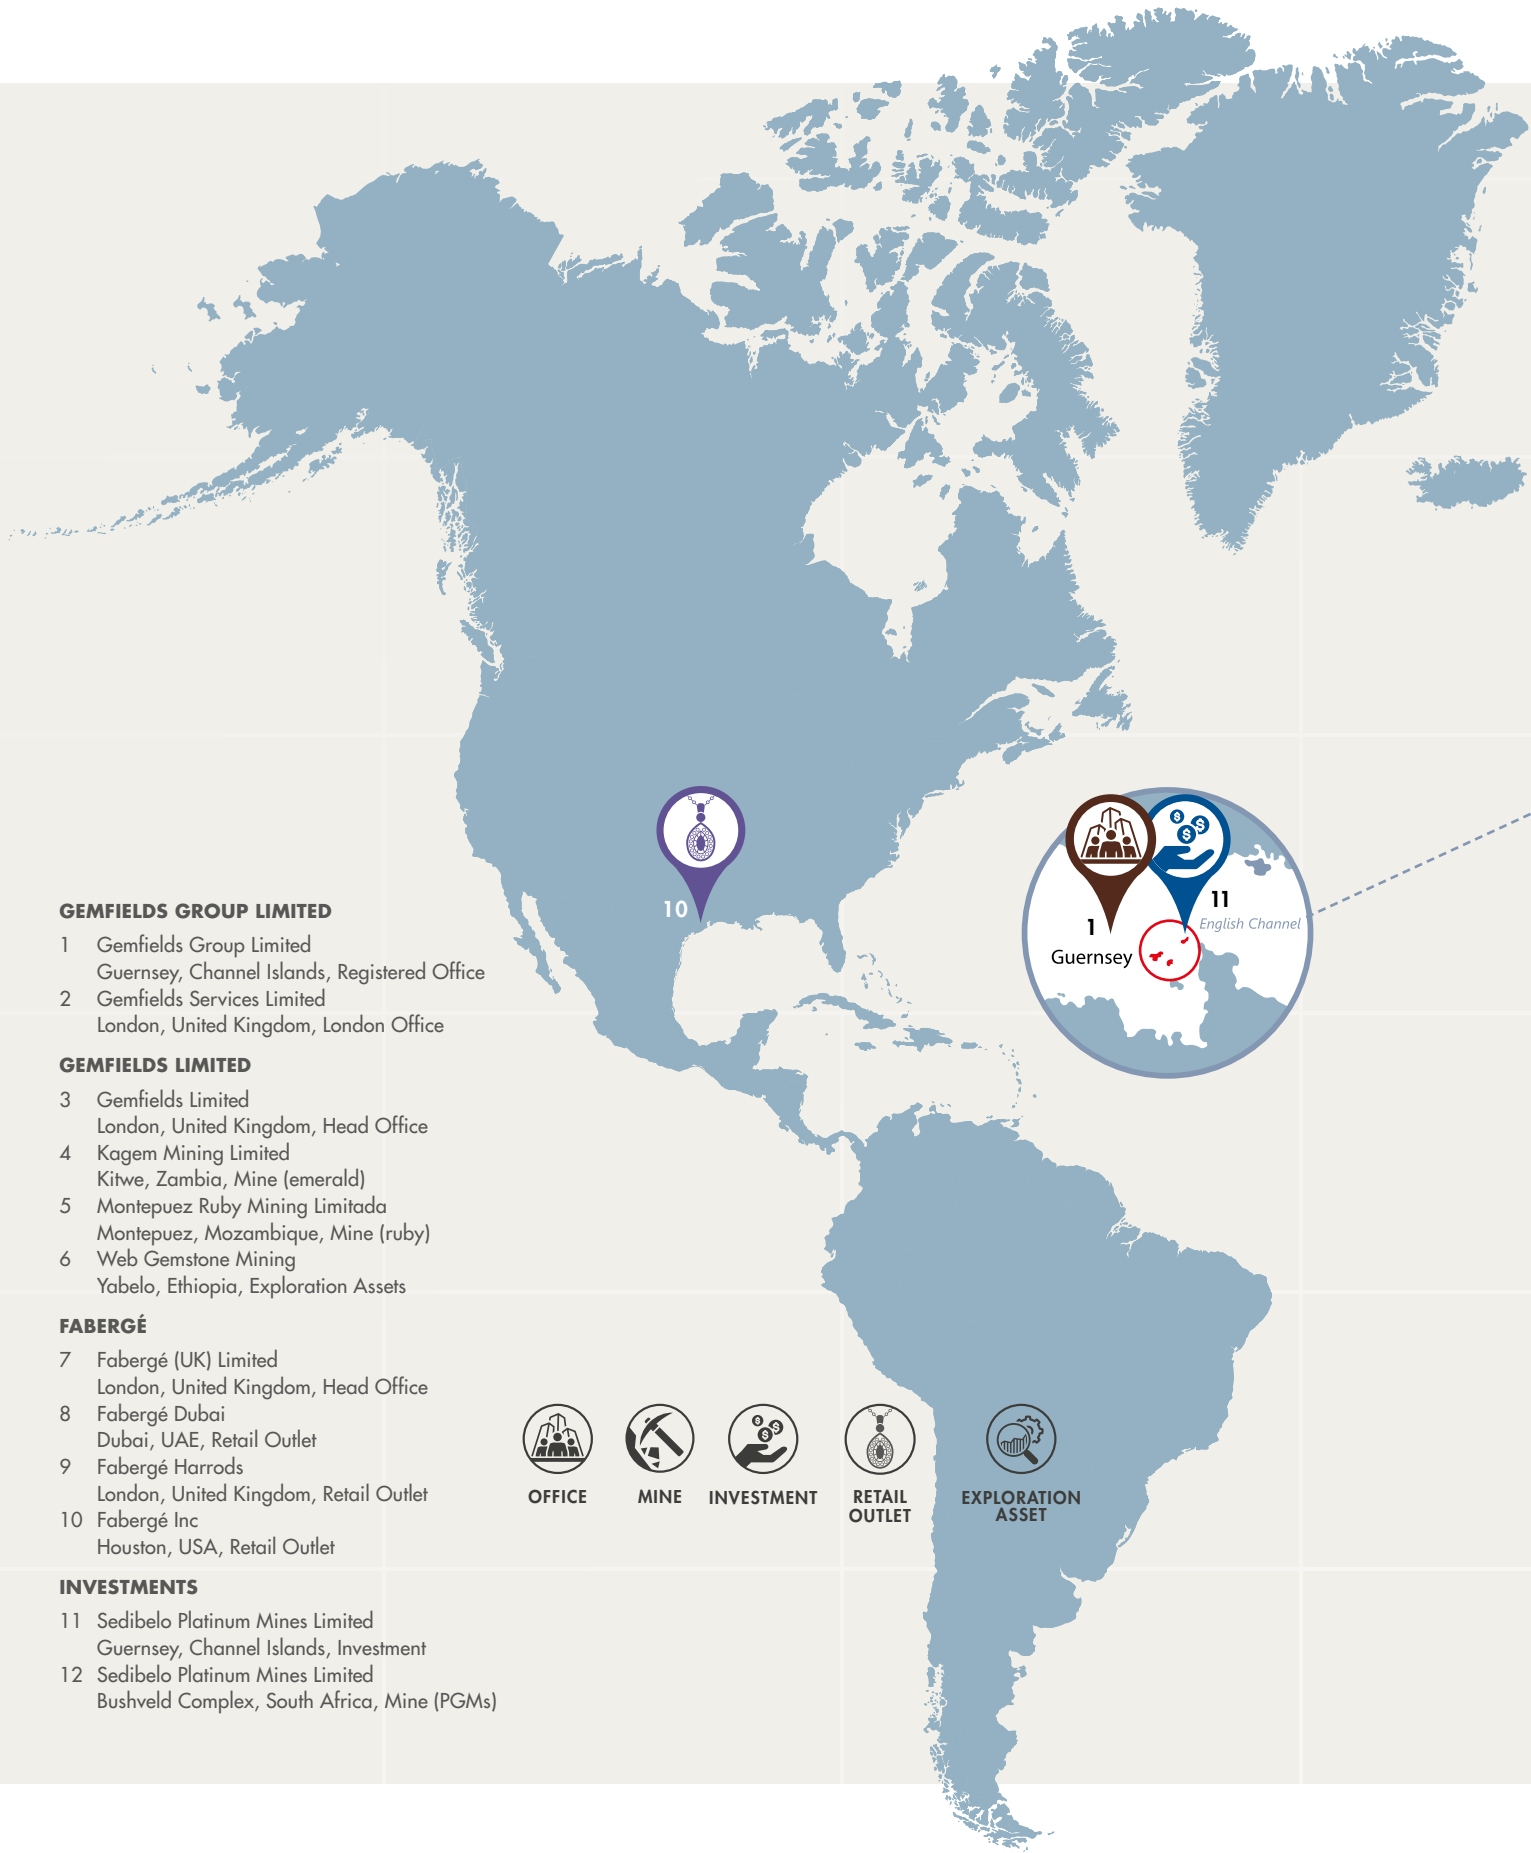 10
11
English Channel
1
Guernsey
GEMFIELDS GROUP LIMITED
1 Gemfields Group Limited
Guernsey, Channel Islands, Registered Office
2 Gemfields Services Limited
London, United Kingdom, London Office
GEMFIELDS LIMITED
3 Gemfields Limited
London, United Kingdom, Head Office
4 Kagem Mining Limited
Kitwe, Zambia, Mine (emerald)
5 Montepuez Ruby Mining Limitada
Montepuez, Mozambique, Mine (ruby)
6 Web Gemstone Mining
Yabelo, Ethiopia, Exploration Assets
FABERGÉ
7 Fabergé (UK) Limited
London, United Kingdom, Head Office
8 Fabergé Dubai
Dubai, UAE, Retail Outlet
9 Fabergé Harrods
London, United Kingdom, Retail Outlet
10 Fabergé Inc
Houston, USA, Retail Outlet
INVESTMENTS
11 Sedibelo Platinum Mines Limited
Guernsey, Channel Islands, Investment
12 Sedibelo Platinum Mines Limited
Bushveld Complex, South Africa, Mine (PGMs)
OFFICE
MINE
INVESTMENT
RETAIL
OUTLET
EXPLORATION
ASSET